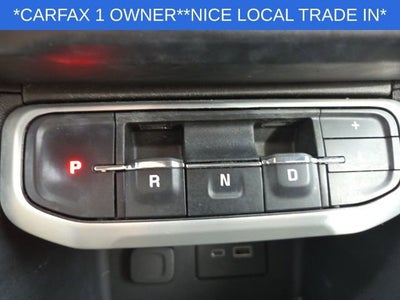 *CARFAX 1 OWNER**NICE LOCAL TRADE IN*
+
P R N D
-